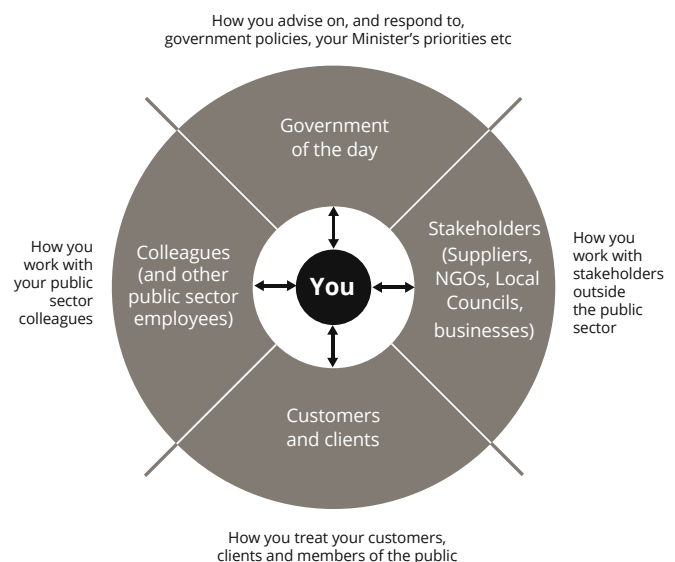 How you advise on, and respond to,
government policies, your Minister’s priorities etc
Government
of the day
How you
work with
your public
sector
colleagues
Colleagues
(and other
public sector
employees)
You
Stakeholders
(Suppliers,
NGOs, Local
Councils,
businesses)
How you
work with
stakeholders
outside
the public
sector
Customers
and clients
How you treat your customers,
clients and members of the public